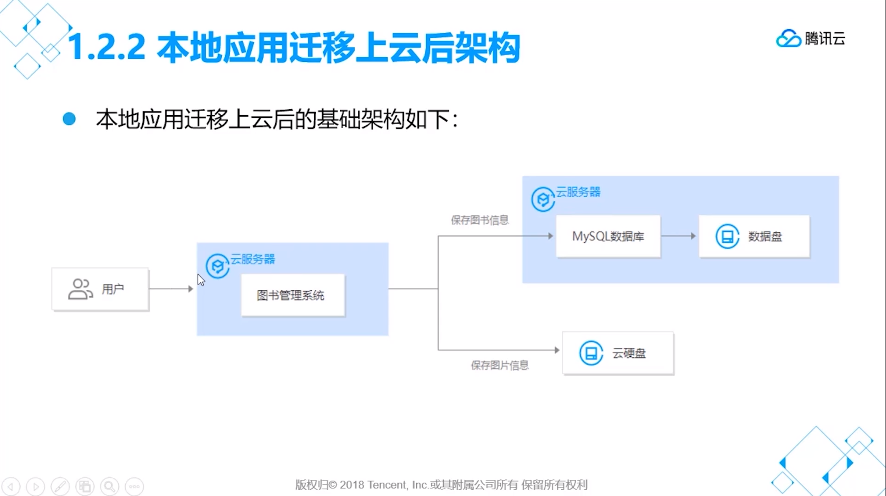 1.2.2 本地应用迁移上云后架构
腾讯云
本地应用迁移上云后的基础架构如下：
云服务器
保存图书信息
MySQL数据库
数据盘
云服务器
用户
图书管理系统
云硬盘
保存图片信息
版权归© 2018 Tencent, Inc.或其附属公司所有 保留所有权利